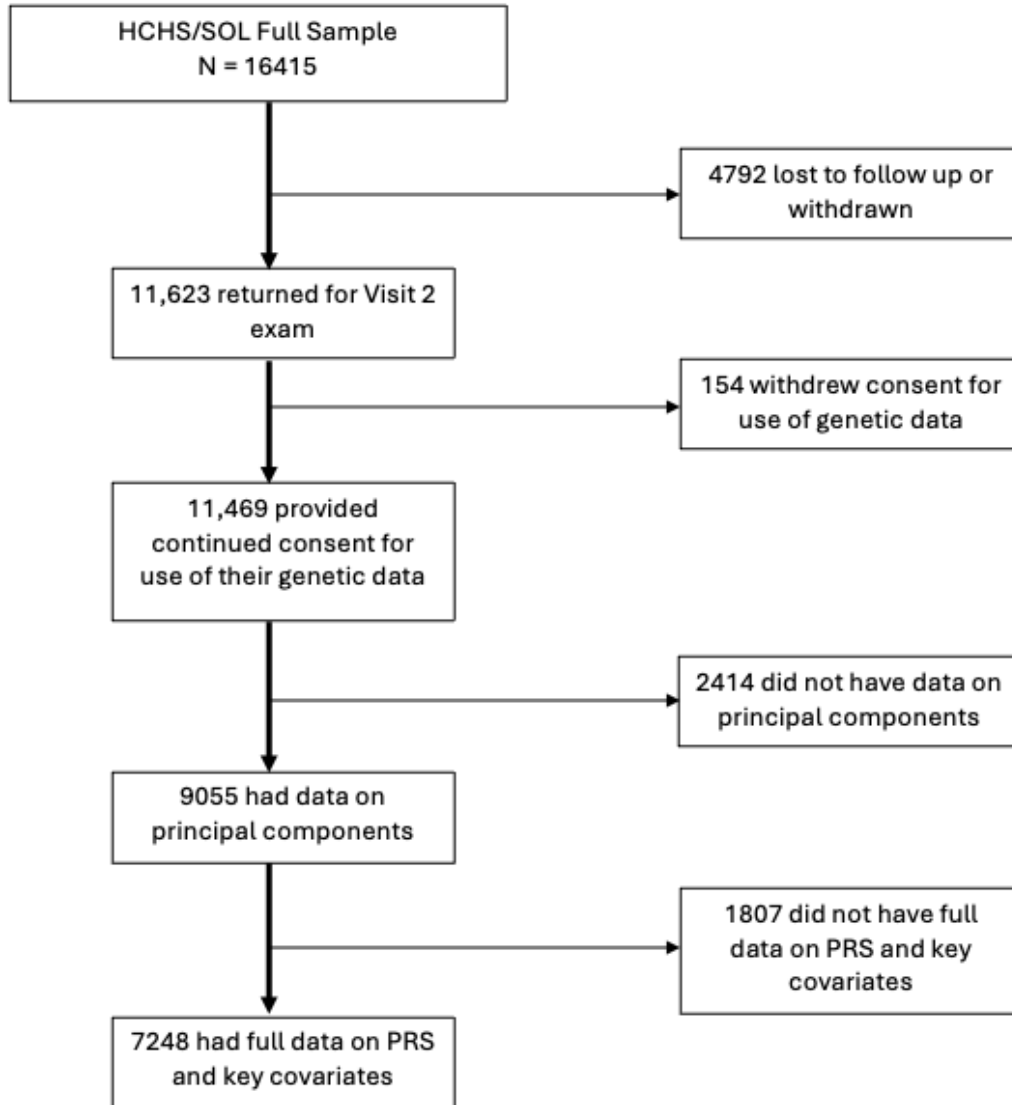 HCHS/SOL Full Sample
N = 16415
4792 lost to follow up or
withdrawn
11,623 returned for Visit 2
exam
154 withdrew consent for
use of genetic data
11,469 provided
continued consent for
use of their genetic data
2414 did not have data on
principal components
9055 had data on
principal components
1807 did not have full
data on PRS and key
covariates
7248 had full data on PRS
and key covariates